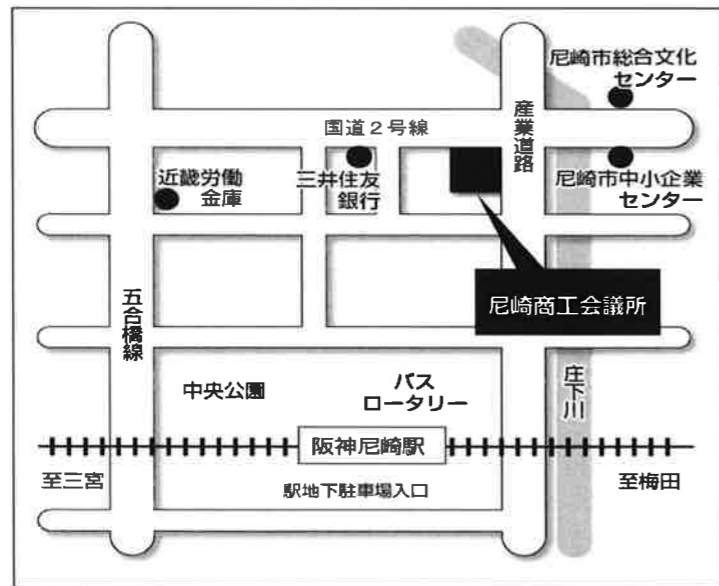 尼崎市総合文化
センター
国道2号線
産業道路
近畿労働
金庫
三井住友
銀行
尼崎市中小企業
センター
尼崎商工会議所
五合橋線
中央公園
バス
ロータリー
庄下川
阪神尼崎駅
至三宮
駅地下駐車場入口
至梅田